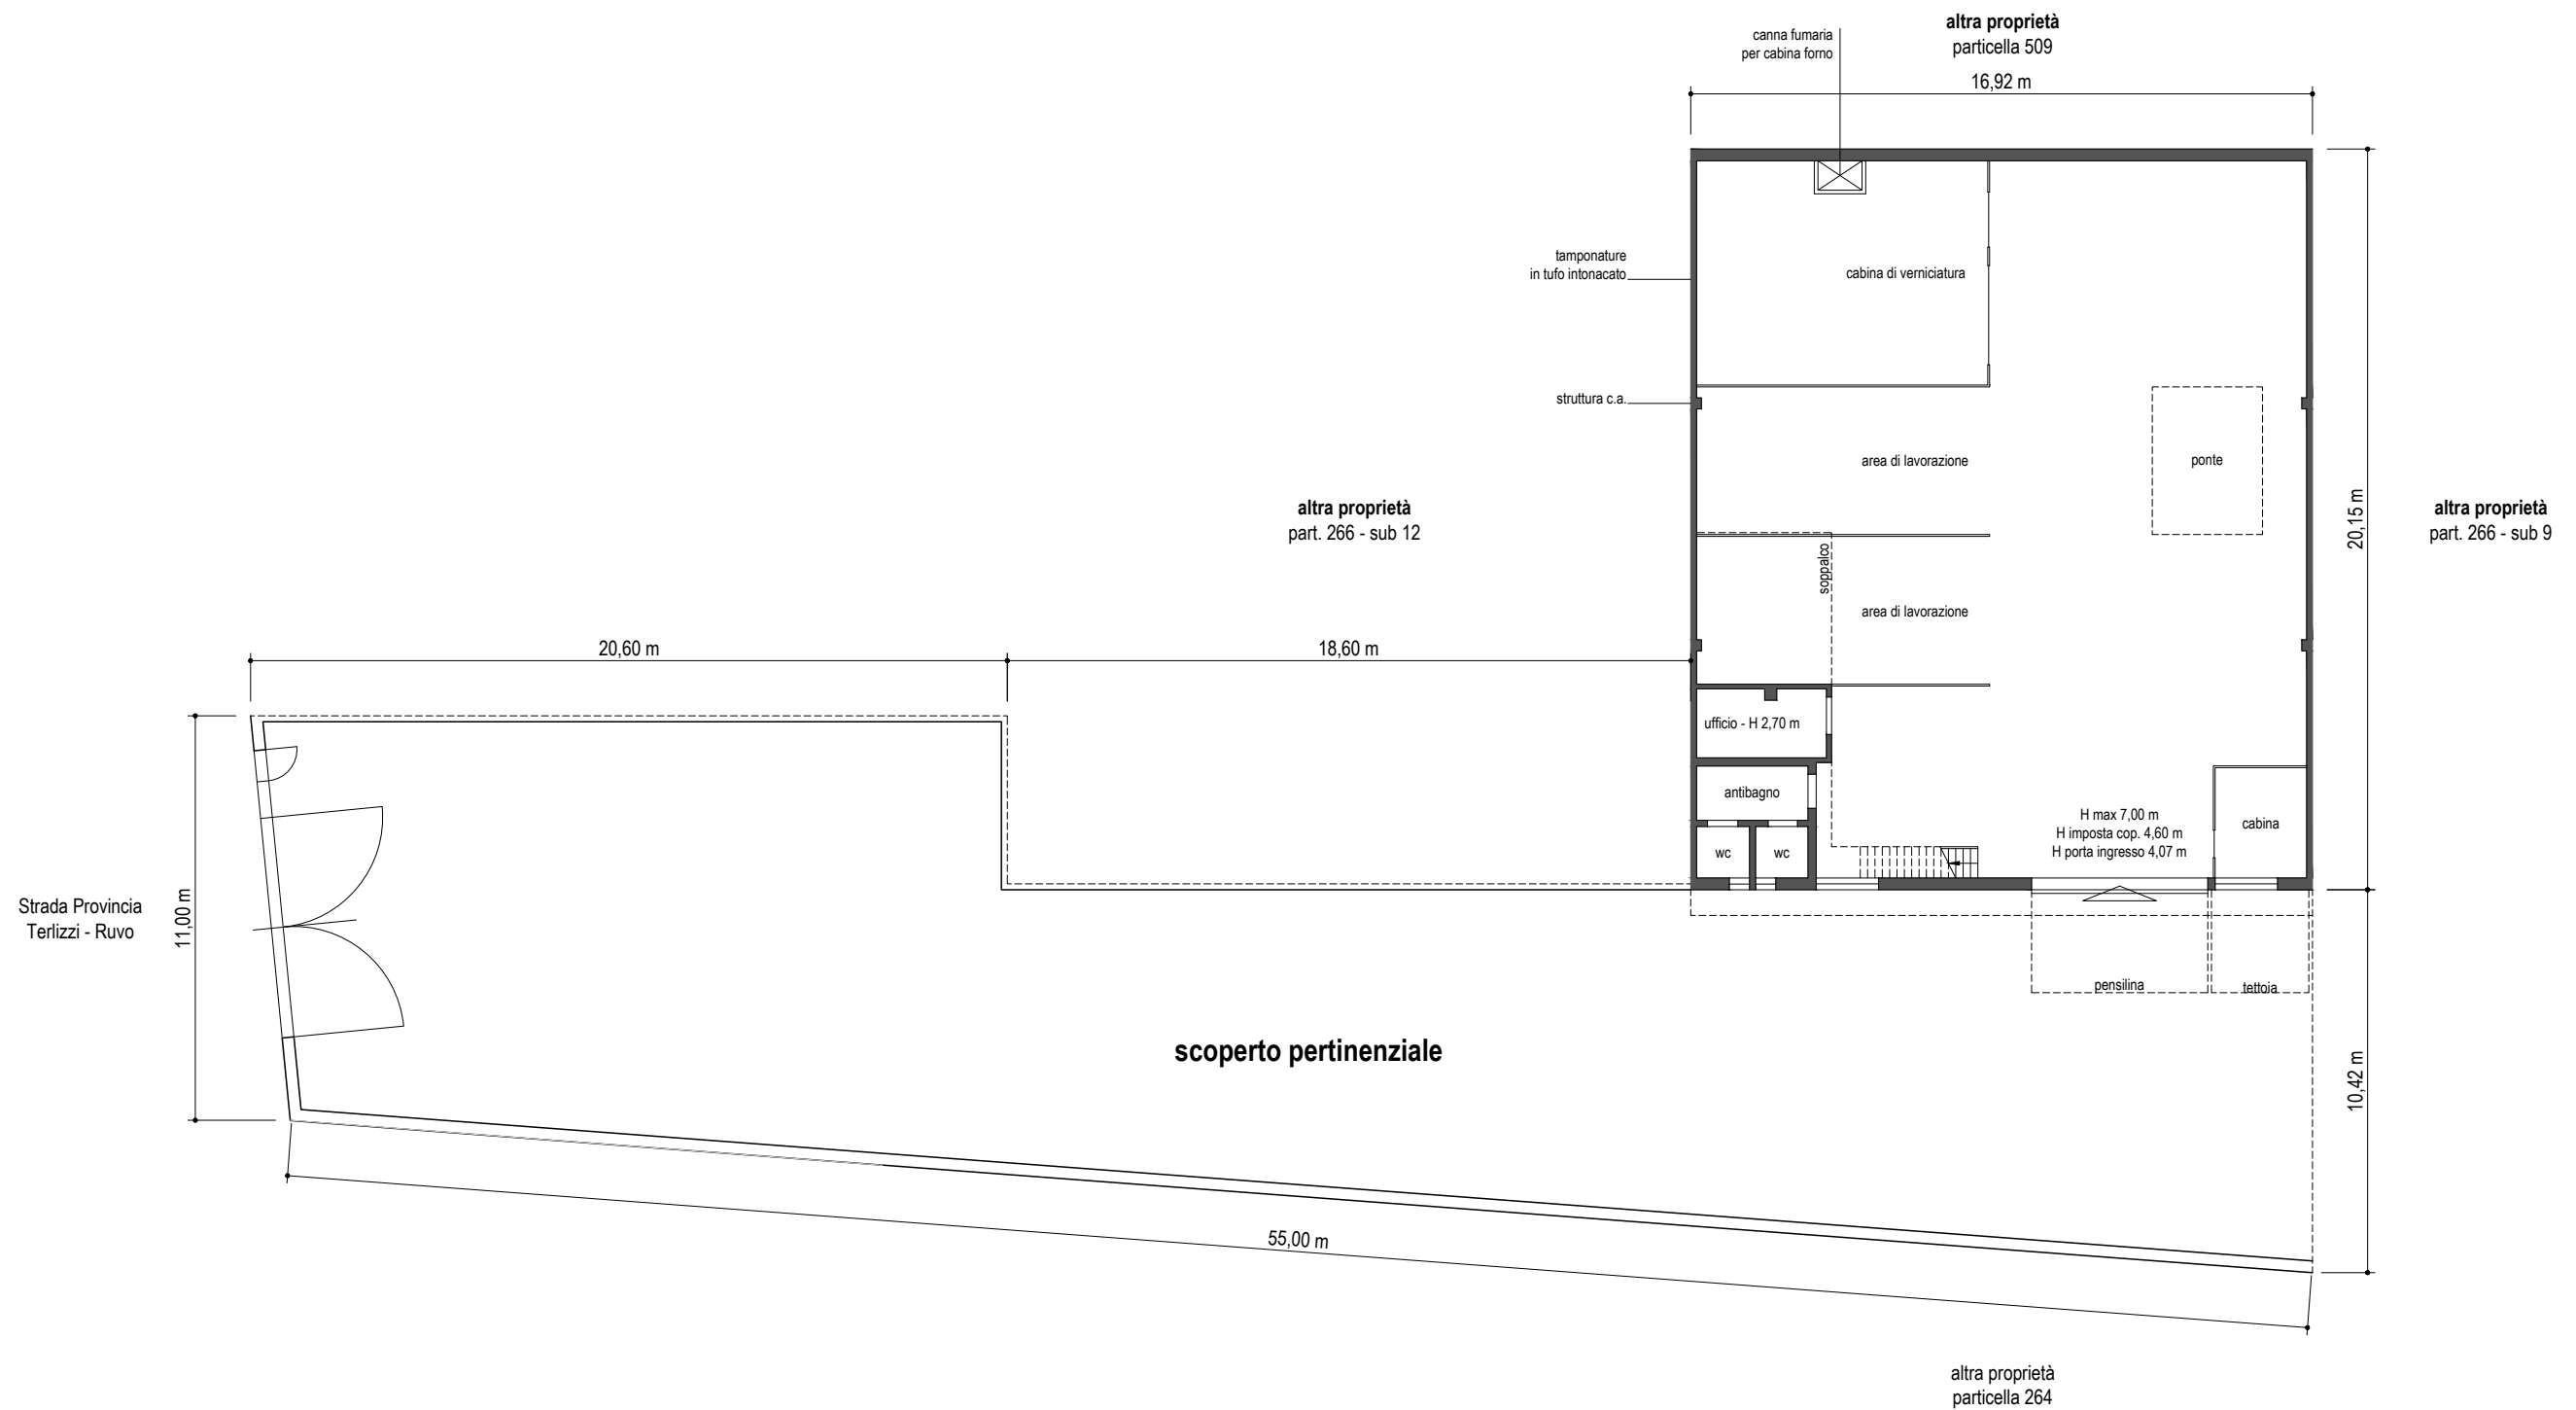 altra proprietà
particella 509
canna fumaria
per cabina forno
16,92 m
tamponature
in tufo intonacato
cabina di verniciatura
struttura c.a.
area di lavorazione
ponte
altra proprietà
part. 266 - sub 12
20,15 m
altra proprietà
part. 266 - sub 9
soppalco
area di lavorazione
20,60 m
18,60 m
ufficio - H 2,70 m
antibagno
H max 7,00 m
H imposta cop. 4,60 m
H porta ingresso 4,07 m
cabina
wc
wc
Strada Provincia
Terlizzi - Ruvo
11,00 m
pensilina
tettoia
scoperto pertinenziale
10,42 m
55,00 m
altra proprietà
particella 264